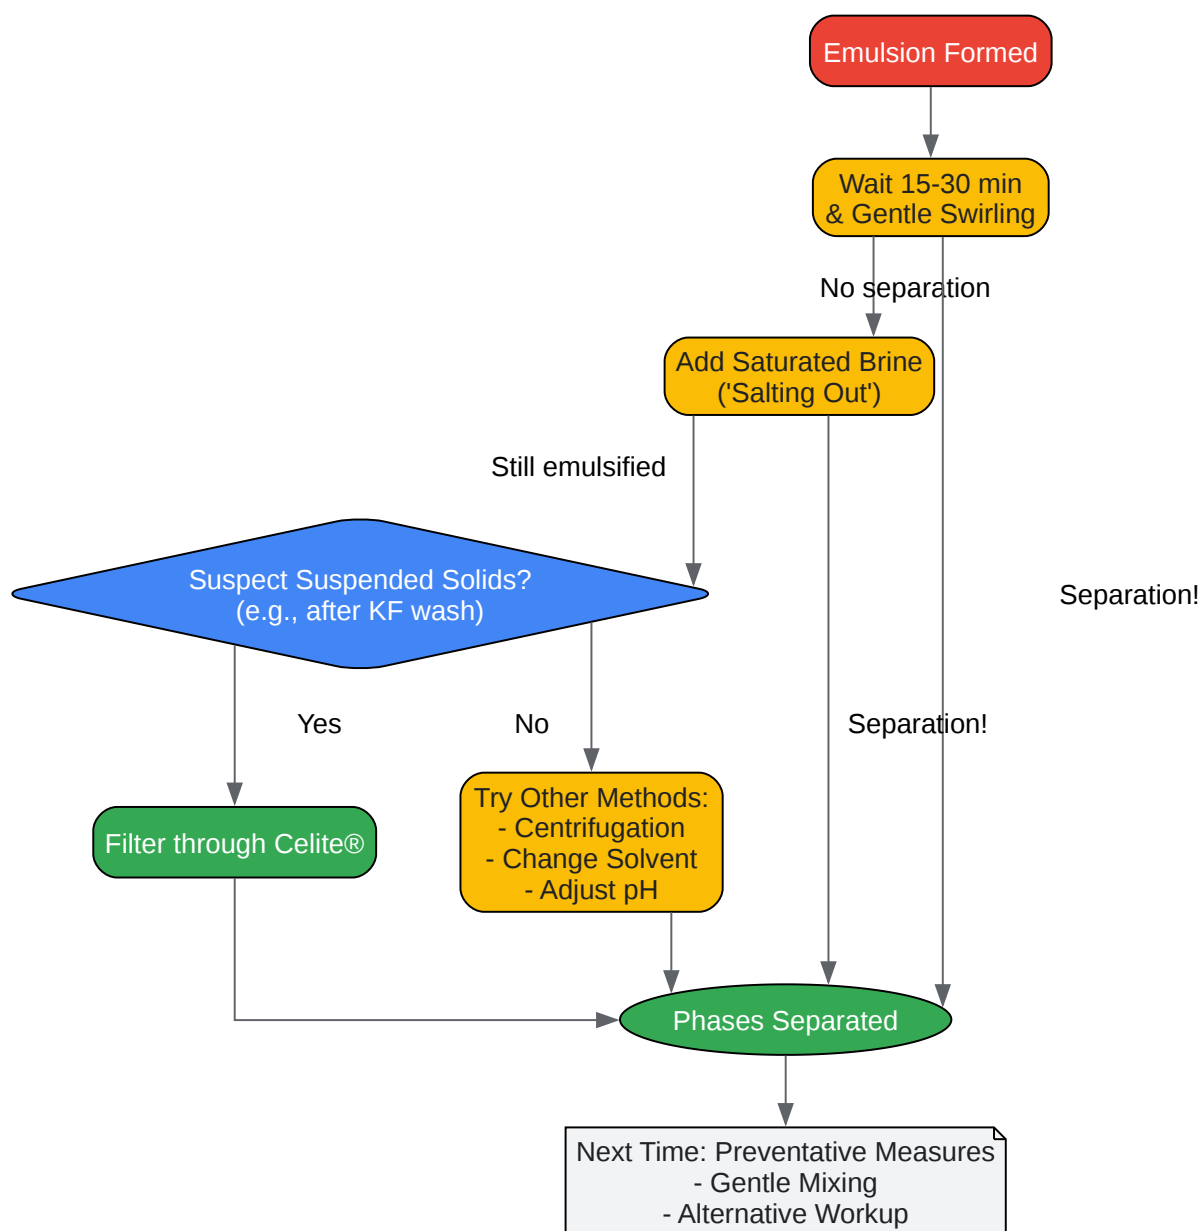 Emulsion Formed
Wait 15-30 min
& Gentle Swirling
No separation
Add Saturated Brine
('Salting Out')
Still emulsified
Suspect Suspended Solids?
(e.g., after KF wash)
Separation!
Yes
No
Separation!
Try Other Methods:
- Centrifugation
- Change Solvent
- Adjust pH
Filter through Celite®
Phases Separated
Next Time: Preventative Measures
- Gentle Mixing
- Alternative Workup